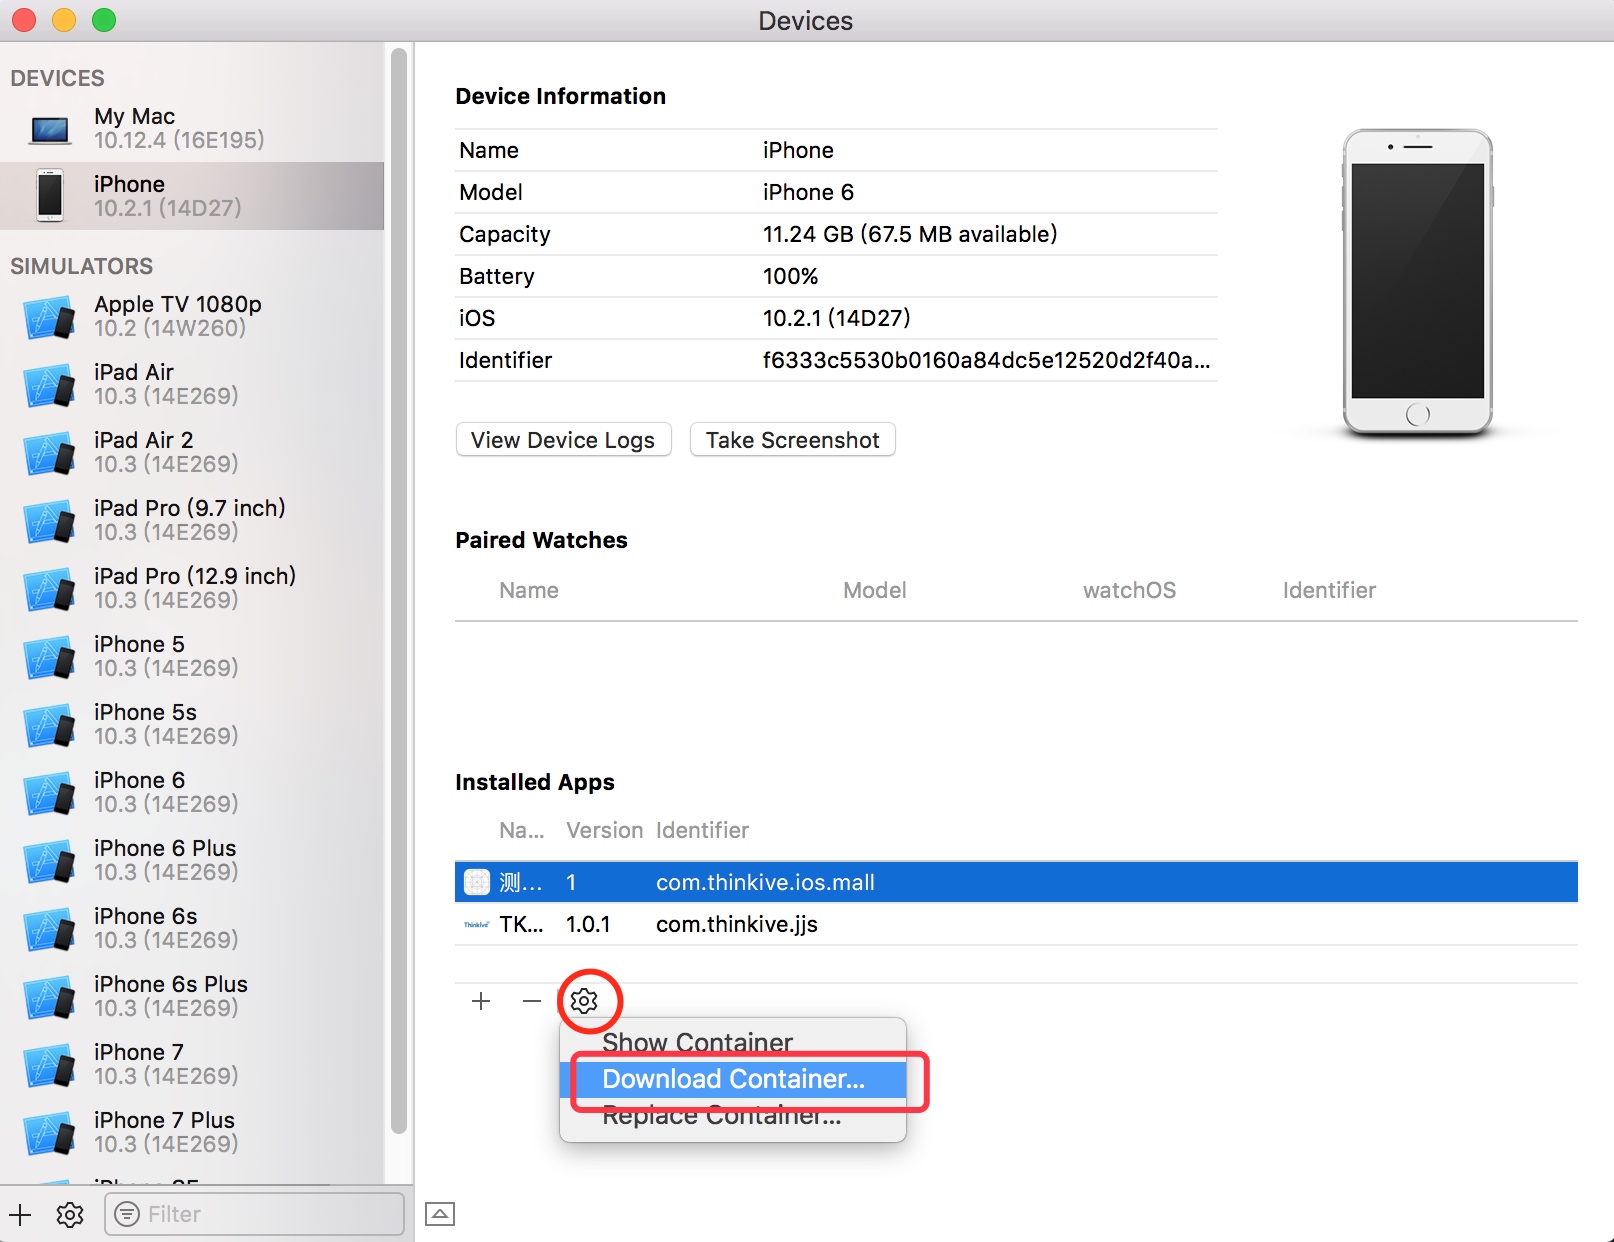 Devices
DEVICES
My Mac
10.12.4 (16E195)
iPhone
10.2.1 (14D27)
SIMULATORS
Apple TV 1080p
10.2 (14W260)
iPad Air
10.3 (14E269)
iPad Air 2
10.3 (14E269)
iPad Pro (9.7 inch)
10.3 (14E269)
iPad Pro (12.9 inch)
10.3 (14E269)
iPhone 5
10.3 (14E269)
iPhone 5s
10.3 (14E269)
iPhone 6
10.3 (14E269)
iPhone 6 Plus
10.3 (14E269)
iPhone 6s
10.3 (14E269)
iPhone 6s Plus
10.3 (14E269)
iPhone 7
10.3 (14E269)
iPhone 7 Plus
10.3 (14E269)
Filter
Device Information
Name iPhone
Model iPhone 6
Capacity 11.24 GB (67.5 MB available)
Battery 100%
iOS 10.2.1 (14D27)
Identifier f6333c5530b0160a84dc5e12520d2f40a...
View Device Logs Take Screenshot
Paired Watches
Name Model watchOS Identifier
Installed Apps
Na... Version Identifier
测... 1 com.thinkive.ios.mall
Thinkive TK... 1.0.1 com.thinkive.jjs
Show Container
Download Container...
Replace Container...